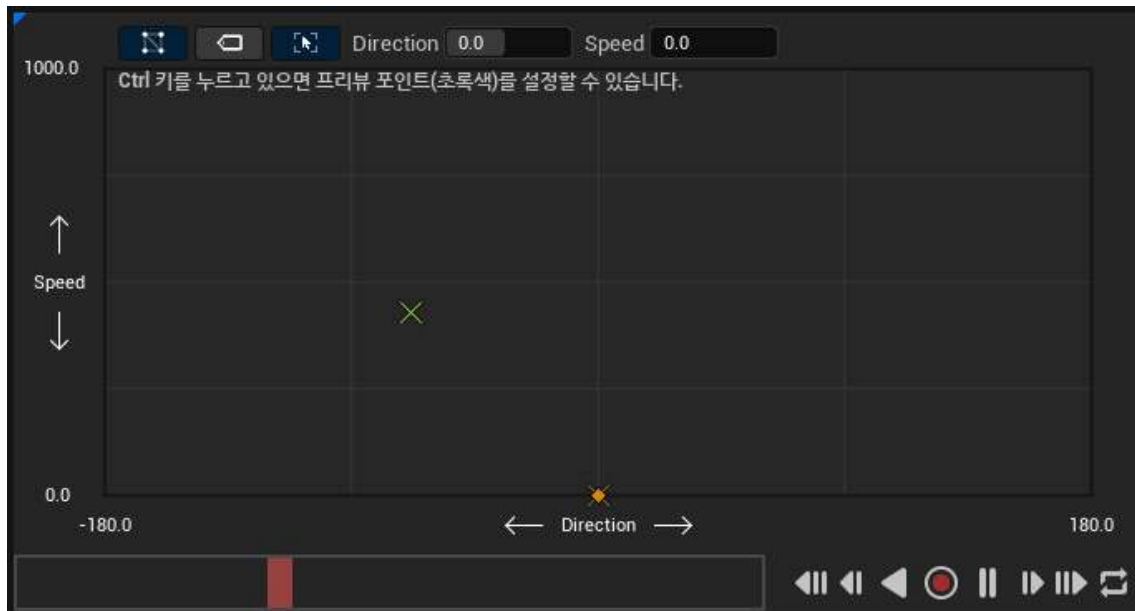 Direction 0.0 Speed 0.0
1000.0
Ctrl 키를 누르고 있으면 프리뷰 포인트(초록색)를 설정할 수 있습니다.
Speed
0.0
-180.0 Direction 180.0